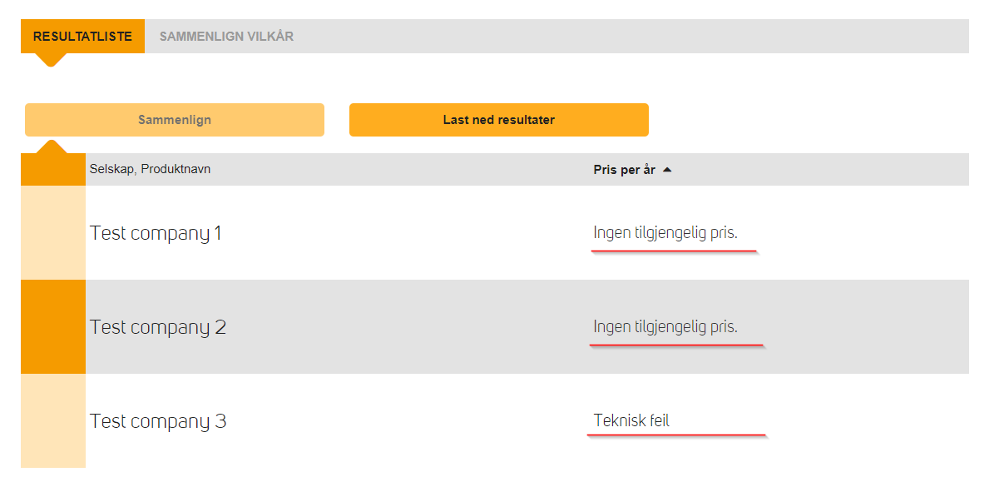 RESULTATLISTE SAMMENLIGN VILKÅR
Sammenlign Last ned resultater
Selskap, Produktnavn Pris per år
Test company 1 Ingen tilgjengelig pris.
Test company 2 Ingen tilgjengelig pris.
Test company 3 Teknisk feil